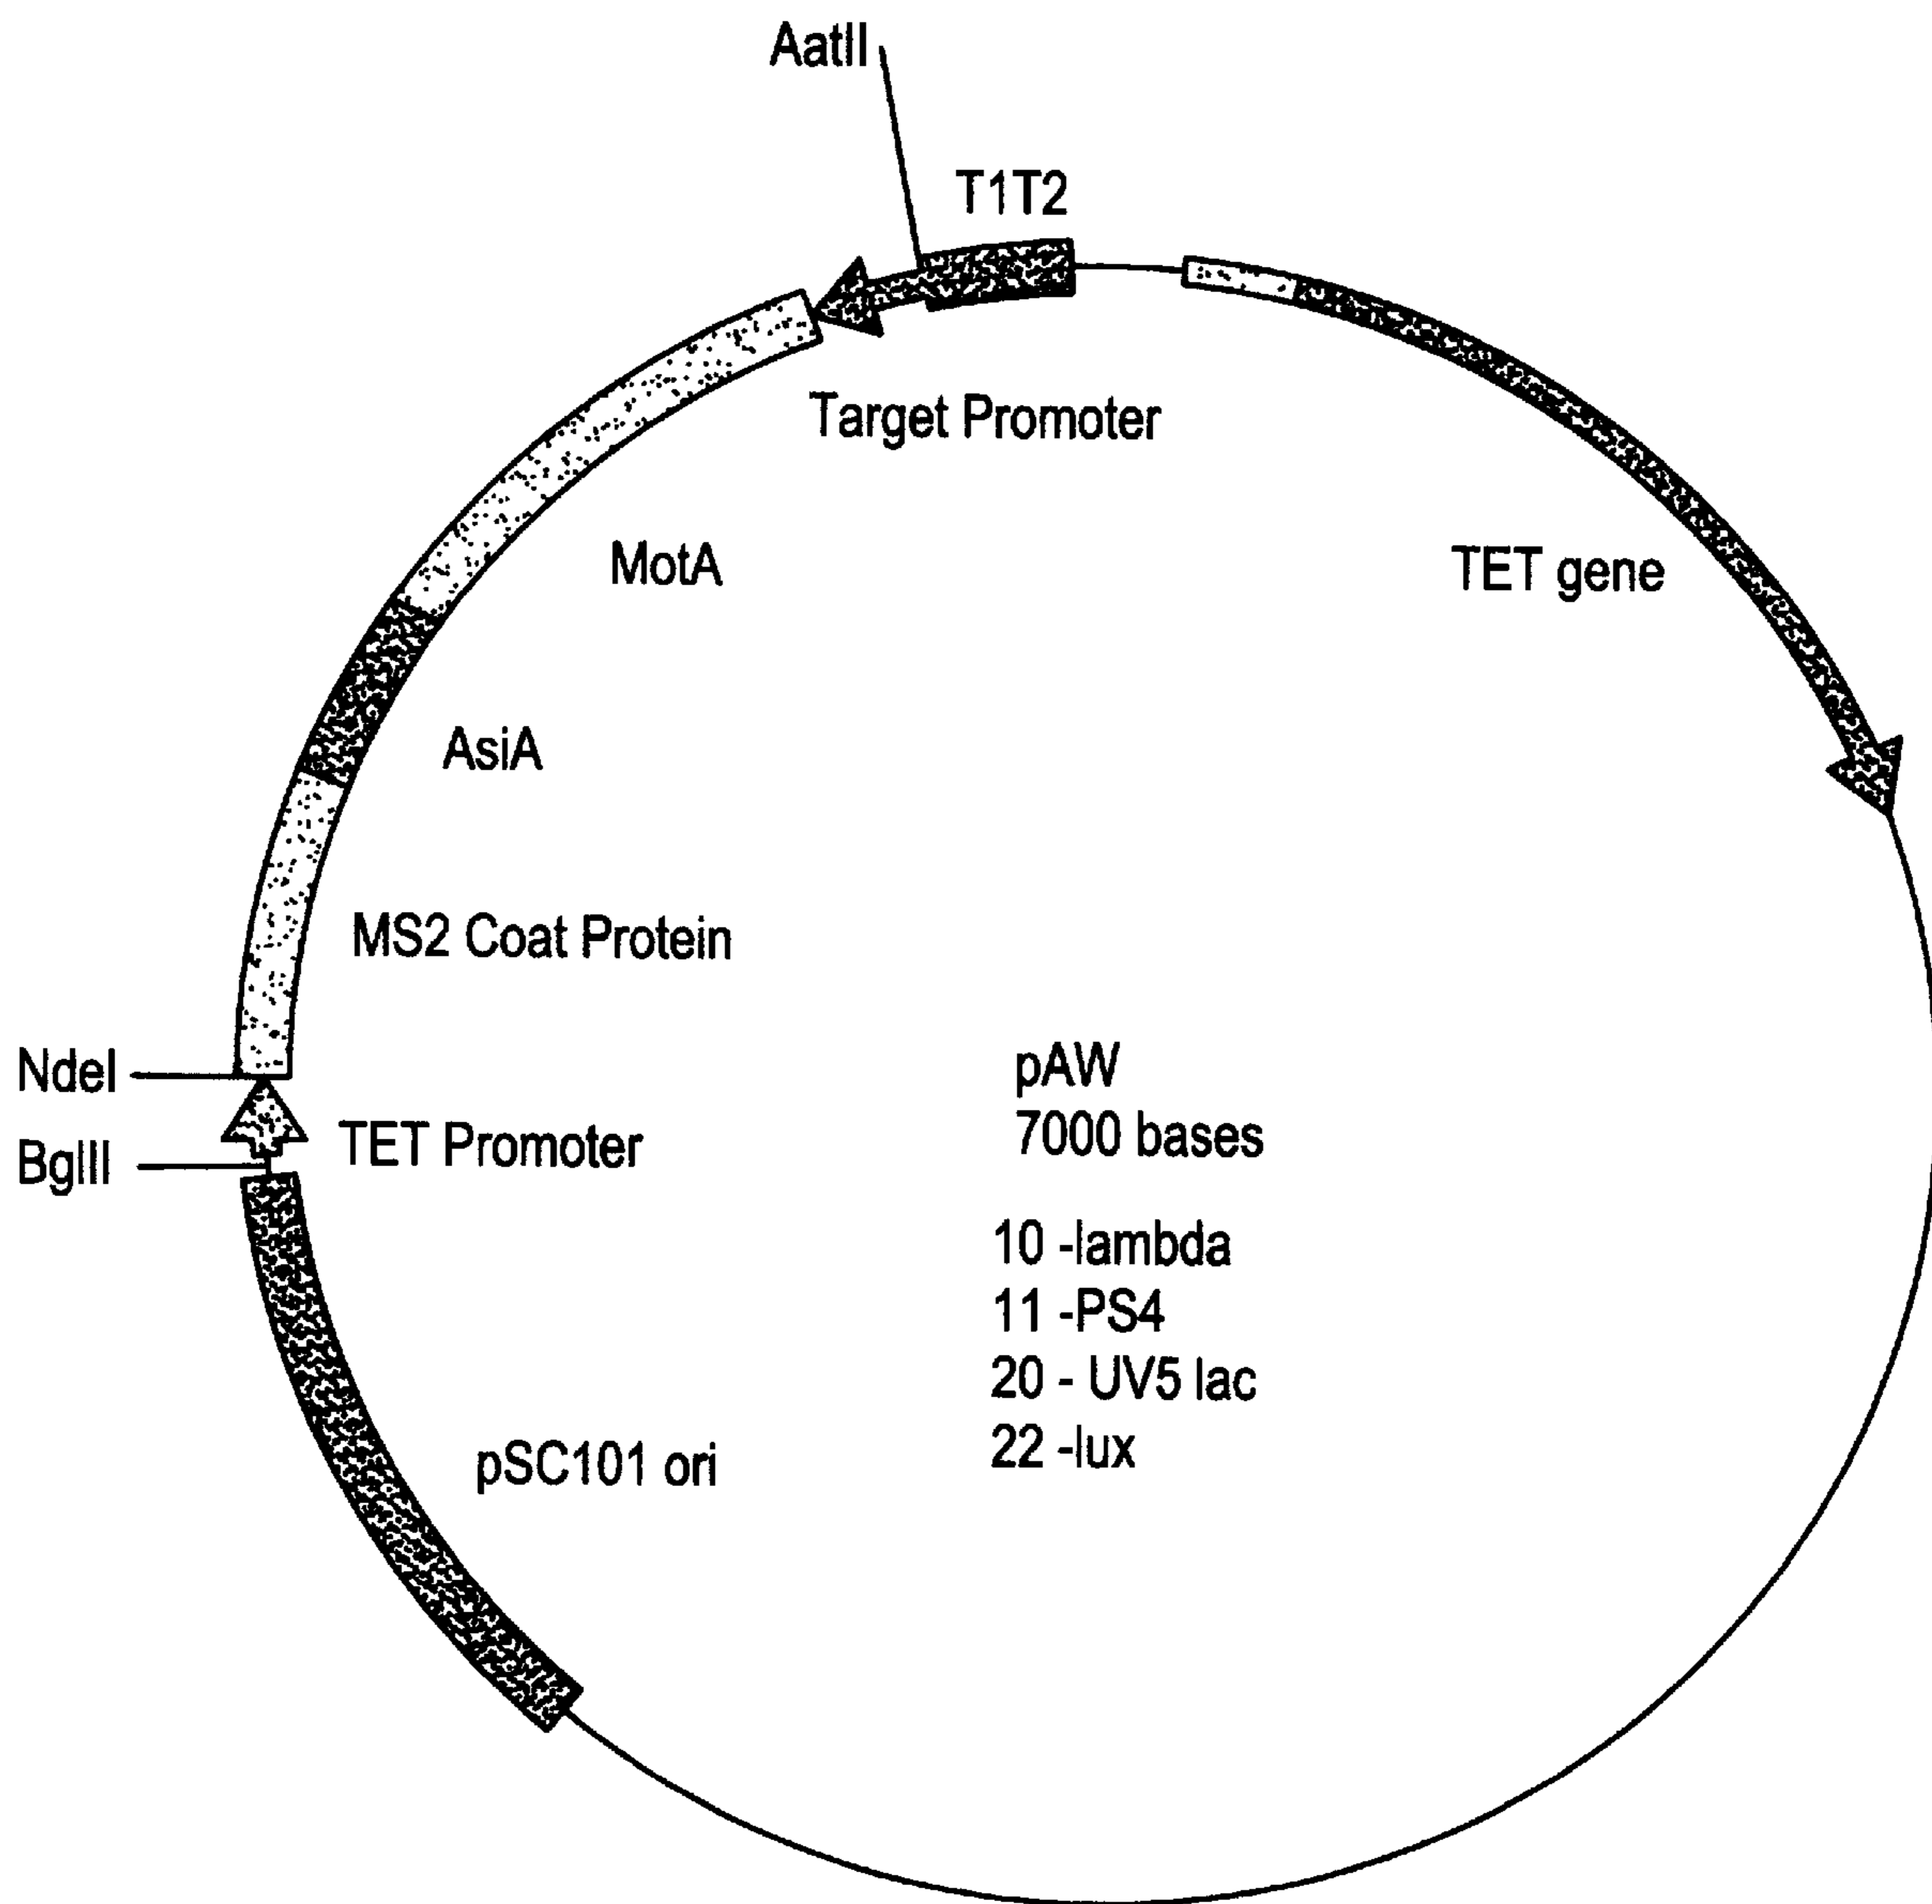 AatII
T1T2
Target Promoter
MotA
TET gene
AsiA
MS2 Coat Protein
NdeI
pAW
TET Promoter
7000 bases
BglII
10 -lambda
11 -PS4
20 - UV5 lac
22 -lux
pSC101 ori